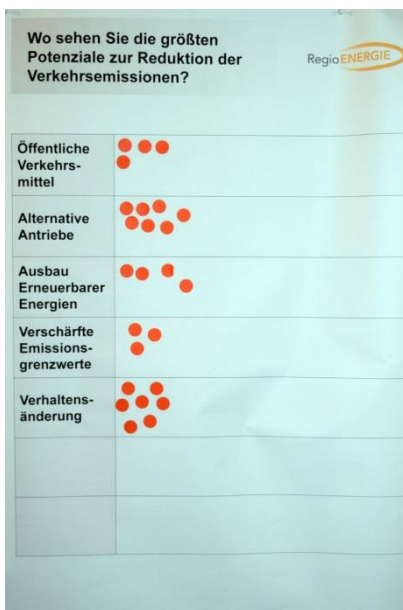 Wo sehen Sie die größten
Potenziale zur Reduktion der
Verkehrsemissionen?
RegioENERGIE
Öffentliche
Verkehrs-
mittel
Alternative
Antriebe
Ausbau
Erneuerbarer
Energien
Verschärfte
Emissions-
grenzwerte
Verhaltens-
änderung